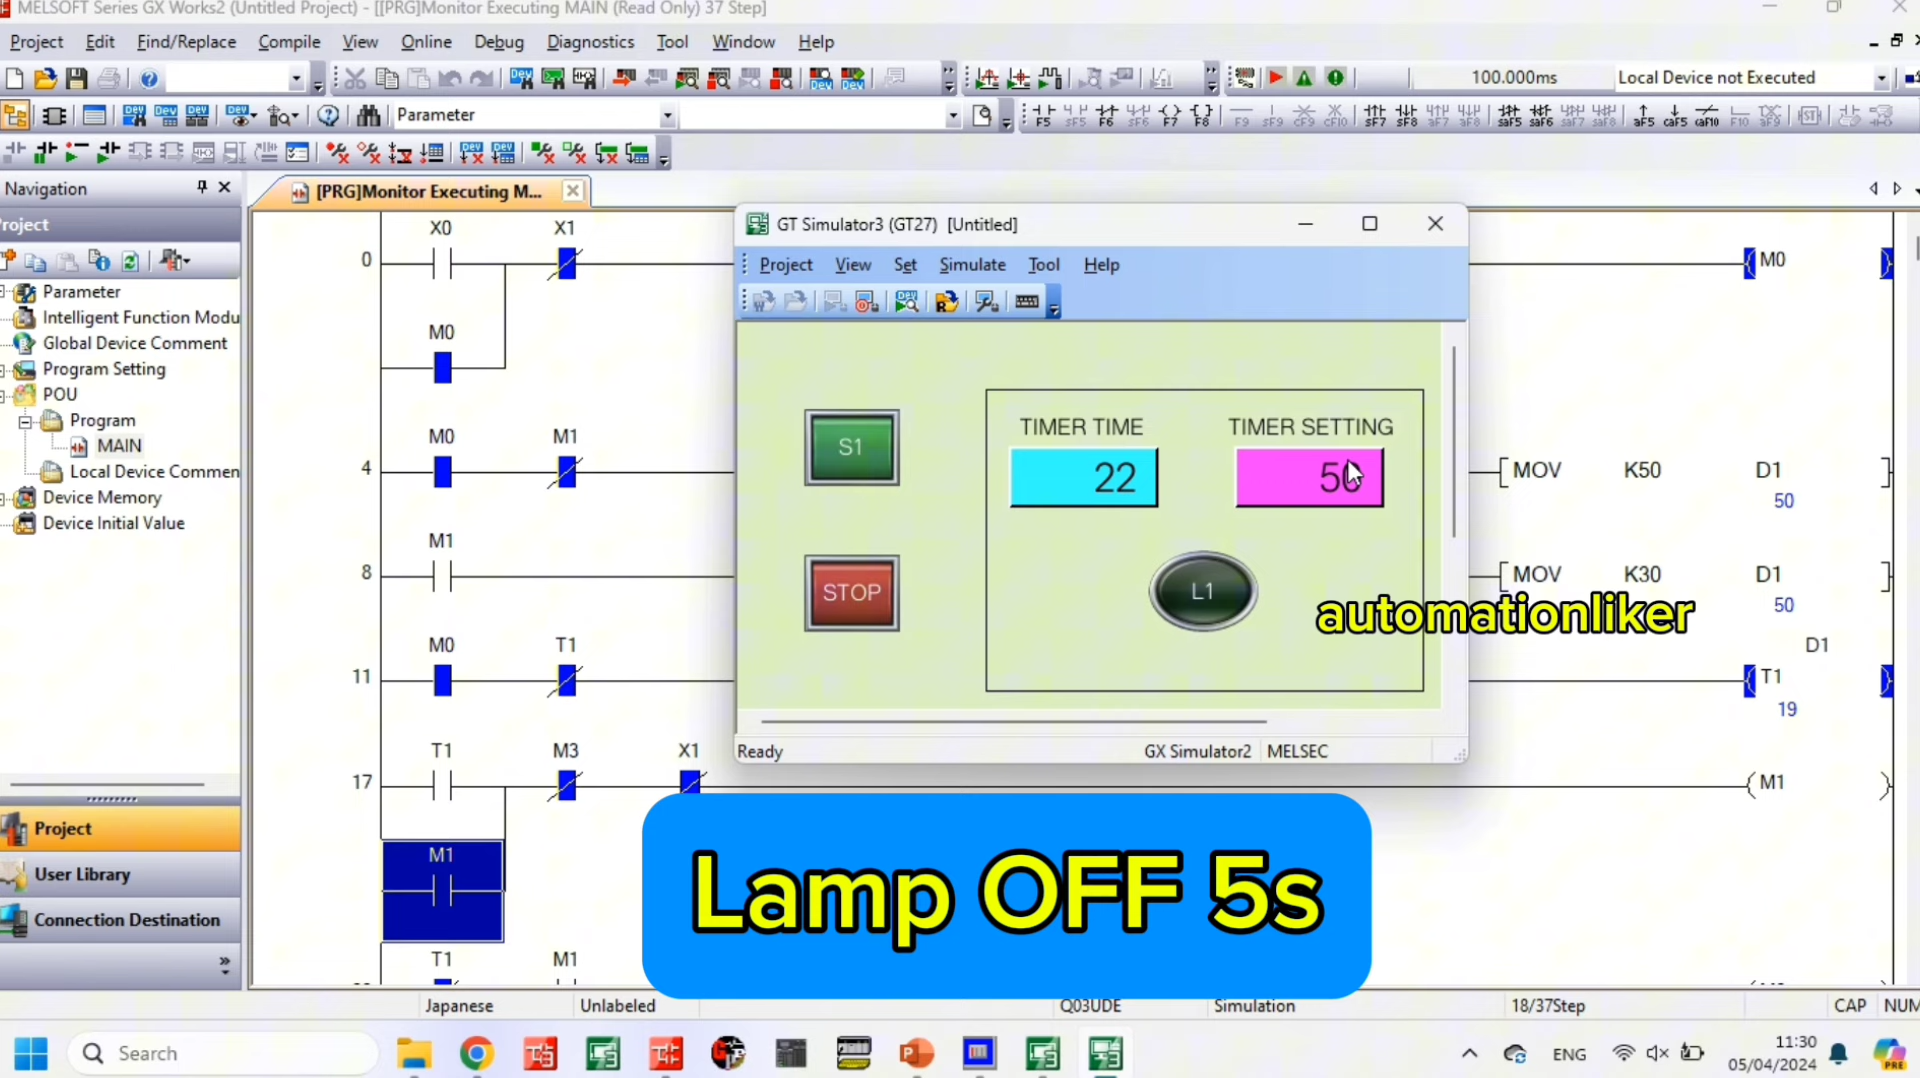 MELSOFT Series GX Works2 (Untitled Project) - [[PRG]Monitor Executing MAIN (Read Only) 37 Step]
Project Edit Find/Replace Compile View Online Debug Diagnostics Tool Window Help
100.000ms Local Device not Executed
Parameter
Navigation
[PRG]Monitor Executing M...
Project
Parameter
Intelligent Function Modu
Global Device Comment
Program Setting
POU
Program
MAIN
Local Device Commen
Device Memory
Device Initial Value
Project
User Library
Connection Destination
X0 X1
0 M0
M0
M0 M1
4 MOV K50 D1
50
M1
8 MOV K30 D1
50
M0 T1 D1
11 T1
19
T1 M3 X1
17 M1
M1
T1 M1
GT Simulator3 (GT27) [Untitled]
Project View Set Simulate Tool Help
S1
STOP
TIMER TIME TIMER SETTING
22 50
L1
Ready GX Simulator2 MELSEC
automationliker
Lamp OFF 5s
Japanese Unlabeled Q03UDE Simulation 18/37Step CAP NUM
Search
ENG
11:30
05/04/2024